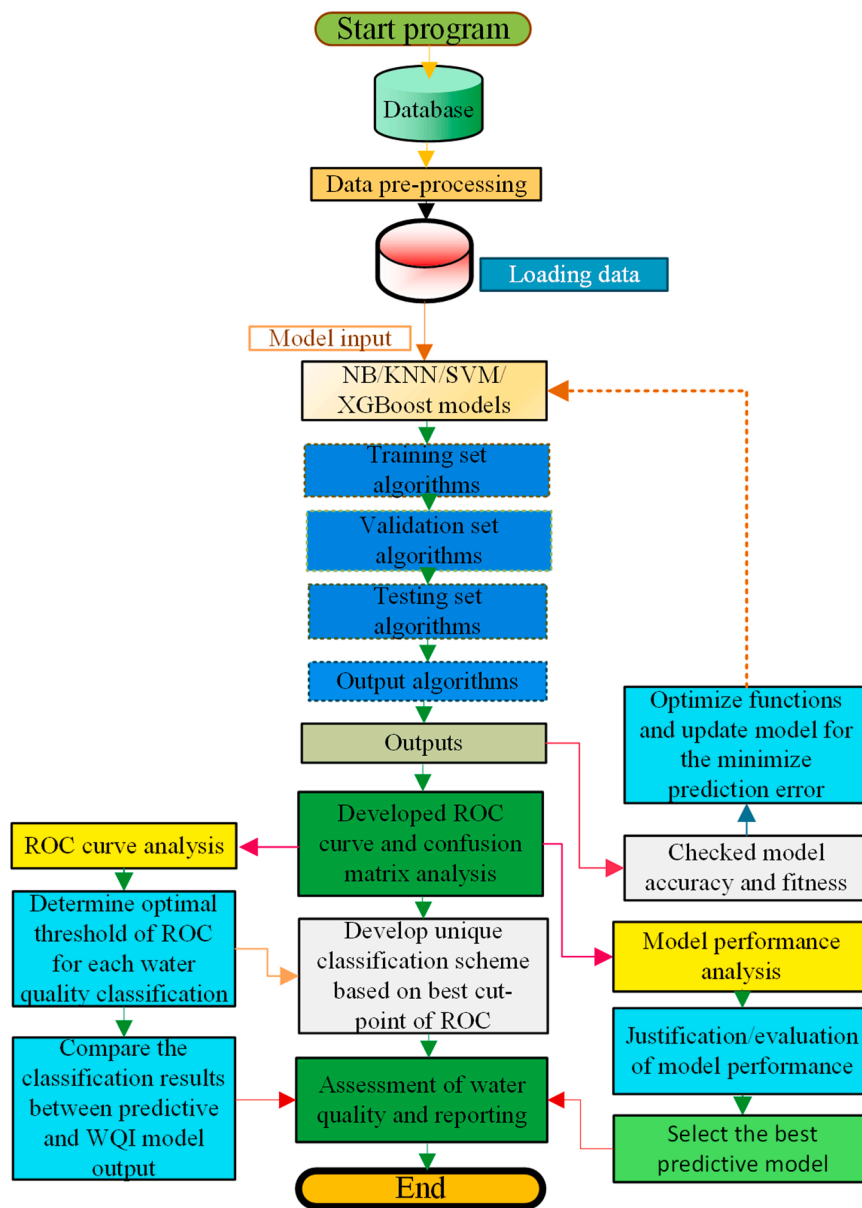 Start program
Database
Data pre-processing
Loading data
Model input
NB/KNN/SVM/
XGBoost models
Training set
algorithms
Validation set
algorithms
Testing set
algorithms
Output algorithms
Outputs
Optimize functions
and update model for
the minimize
prediction error
Checked model
accuracy and fitness
Developed ROC
curve and confusion
matrix analysis
ROC curve analysis
Determine optimal
threshold of ROC
for each water
quality classification
Develop unique
classification scheme
based on best cut-
point of ROC
Model performance
analysis
Justification/evaluation
of model performance
Compare the
classification results
between predictive
and WQI model
output
Assessment of water
quality and reporting
Select the best
predictive model
End